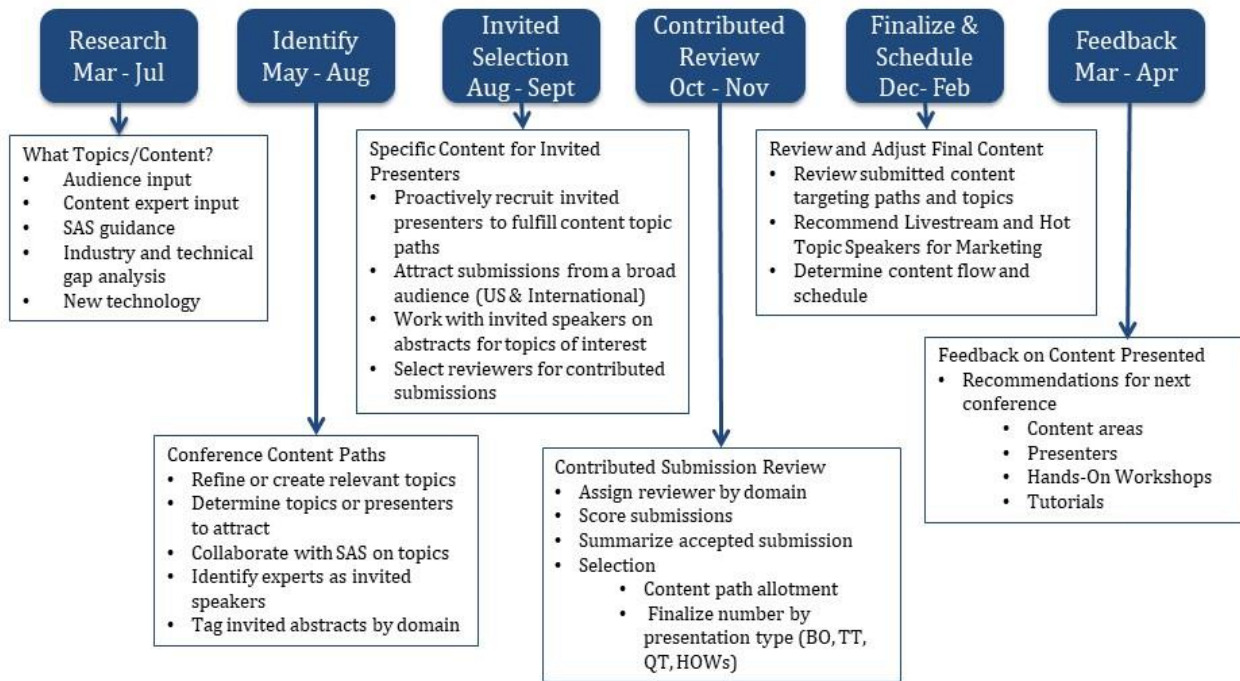 Research
Mar - Jul
Identify
May - Aug
Invited
Selection
Aug - Sept
Contributed
Review
Oct - Nov
Finalize &
Schedule
Dec- Feb
Feedback
Mar - Apr
What Topics/Content?
• Audience input
• Content expert input
• SAS guidance
• Industry and technical
gap analysis
• New technology
Specific Content for Invited
Presenters
• Proactively recruit invited
presenters to fulfill content topic
paths
• Attract submissions from a broad
audience (US & International)
• Work with invited speakers on
abstracts for topics of interest
• Select reviewers for contributed
submissions
Review and Adjust Final Content
• Review submitted content
targeting paths and topics
• Recommend Livestream and Hot
Topic Speakers for Marketing
• Determine content flow and
schedule
Feedback on Content Presented
• Recommendations for next
conference
• Content areas
• Presenters
• Hands-On Workshops
• Tutorials
Conference Content Paths
• Refine or create relevant topics
• Determine topics or presenters
to attract
• Collaborate with SAS on topics
• Identify experts as invited
speakers
• Tag invited abstracts by domain
Contributed Submission Review
• Assign reviewer by domain
• Score submissions
• Summarize accepted submission
• Selection
• Content path allotment
• Finalize number by
presentation type (BO, TT,
QT, HOWs)